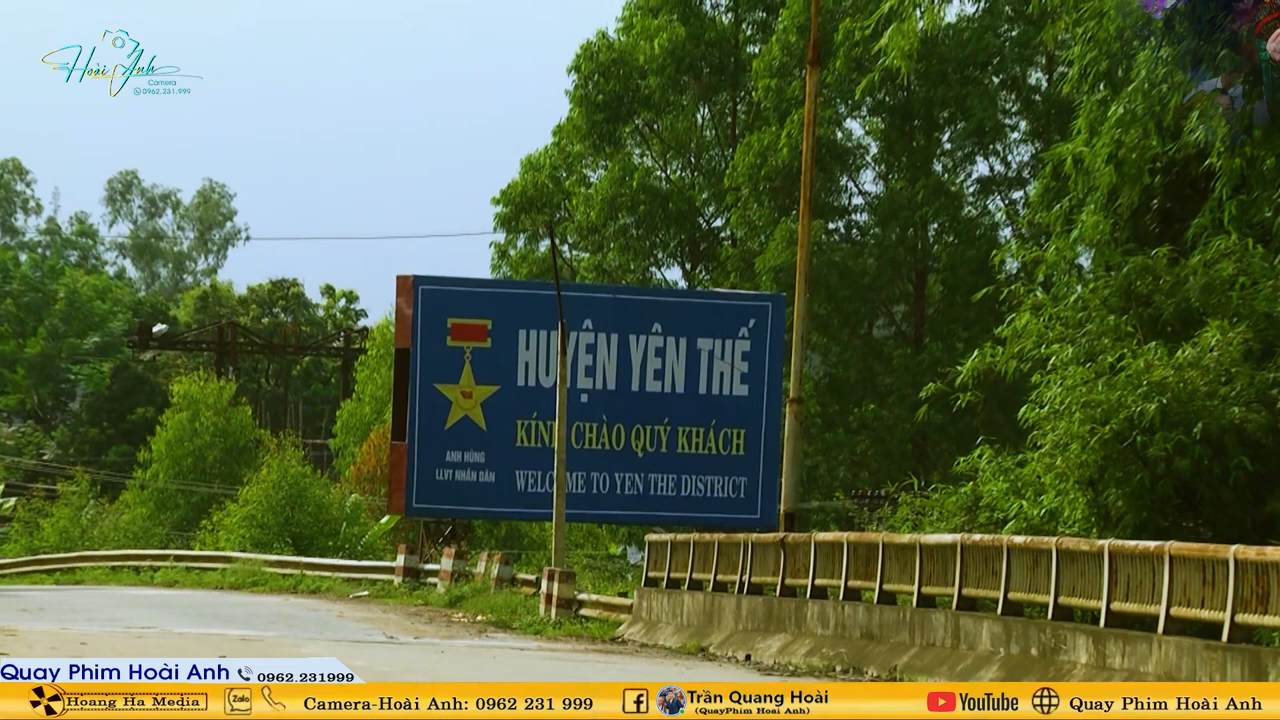 Hoài Anh
Camera
0962.231.999
HUYỆN YÊN THẾ
KÍNH CHÀO QUÝ KHÁCH
WELCOME TO YEN THE DISTRICT
ANH HÙNG
LLVT NHÂN DÂN
Quay Phim Hoài Anh 0962.231999
Hoang Ha Media
Zalo
Camera-Hoài Anh: 0962 231 999
Trần Quang Hoài
(QuayPhim Hoai Anh)
YouTube
Quay Phim Hoài Anh